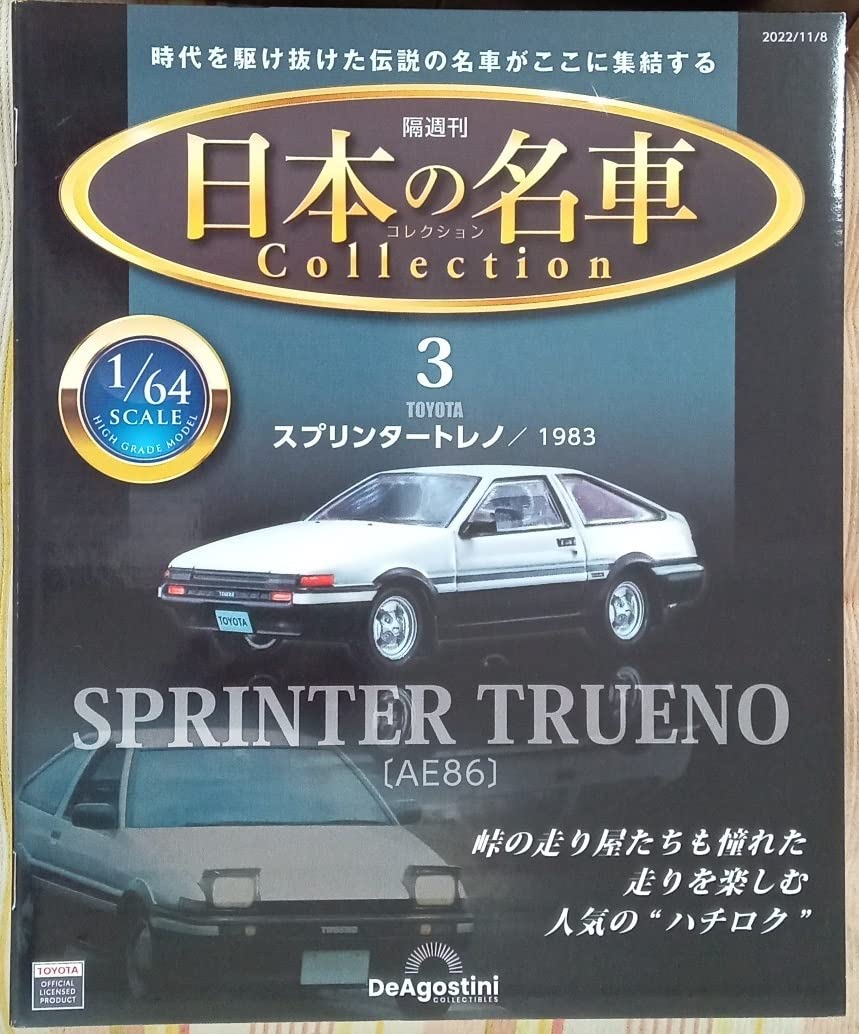 2022/11/8
時代を駆け抜けた伝説の名車がここに集結する
隔週刊
日本の名車
コレクション
Collection
1/64
SCALE
HIGH GRADE MODEL
3
TOYOTA
スプリンタートレノ/1983
TOYOTA
SPRINTER TRUENO
〔AE86〕
峠の走り屋たちも憧れた
走りを楽しむ
人気の“ハチロク”
TRUENO
TOYOTA
OFFICIAL
LICENSED
PRODUCT
DeAgostini
COLLECTIBLES